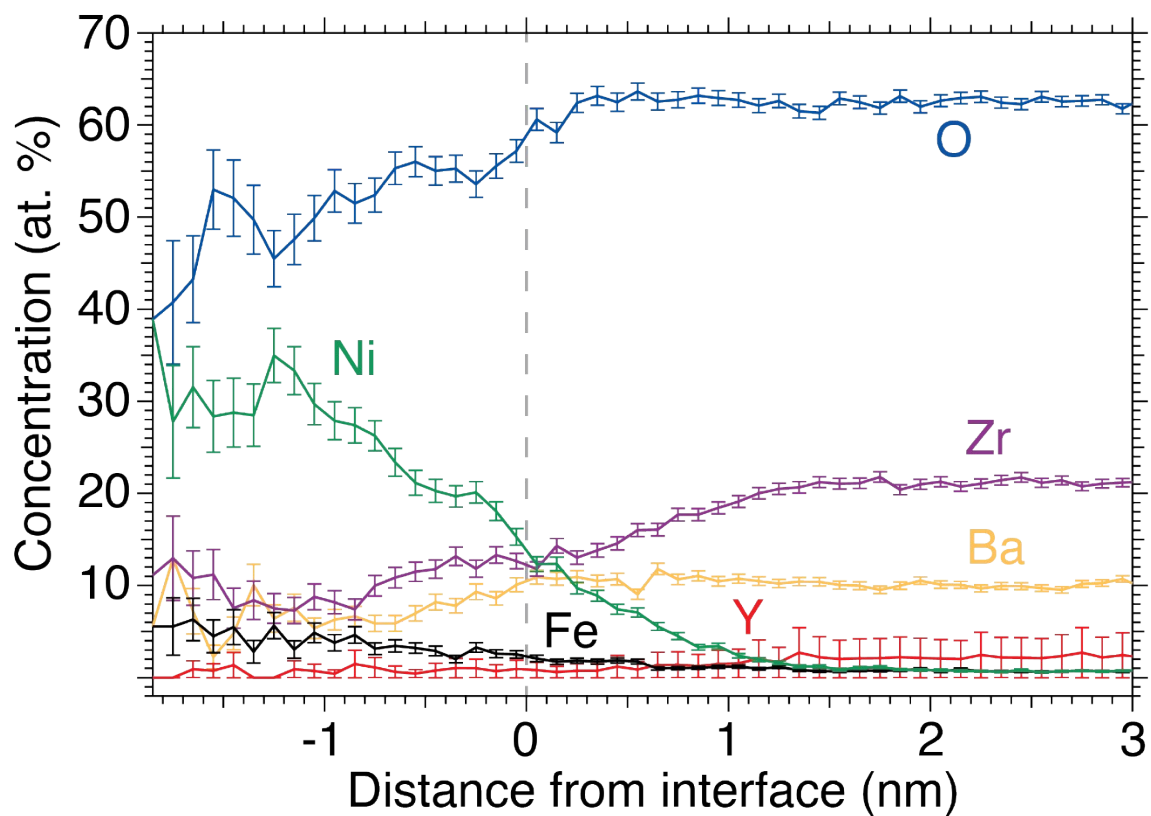 70
60
50
40
30
20
10
Concentration (at. %)
O
Ni
Zr
Ba
Fe
Y
-1
0
1
2
3
Distance from interface (nm)